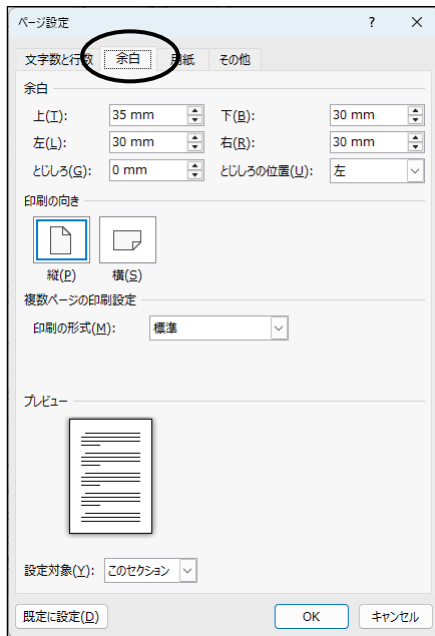 ページ設定 ? ×
文字数と行数 余白 用紙 その他
余白
上(T): 35 mm 下(B): 30 mm
左(L): 30 mm 右(R): 30 mm
とじしろ(G): 0 mm とじしろの位置(U): 左
印刷の向き
縦(P) 横(S)
複数ページの印刷設定
印刷の形式(M): 標準
プレビュー
設定対象(Y): このセクション
既定に設定(D) OK キャンセル